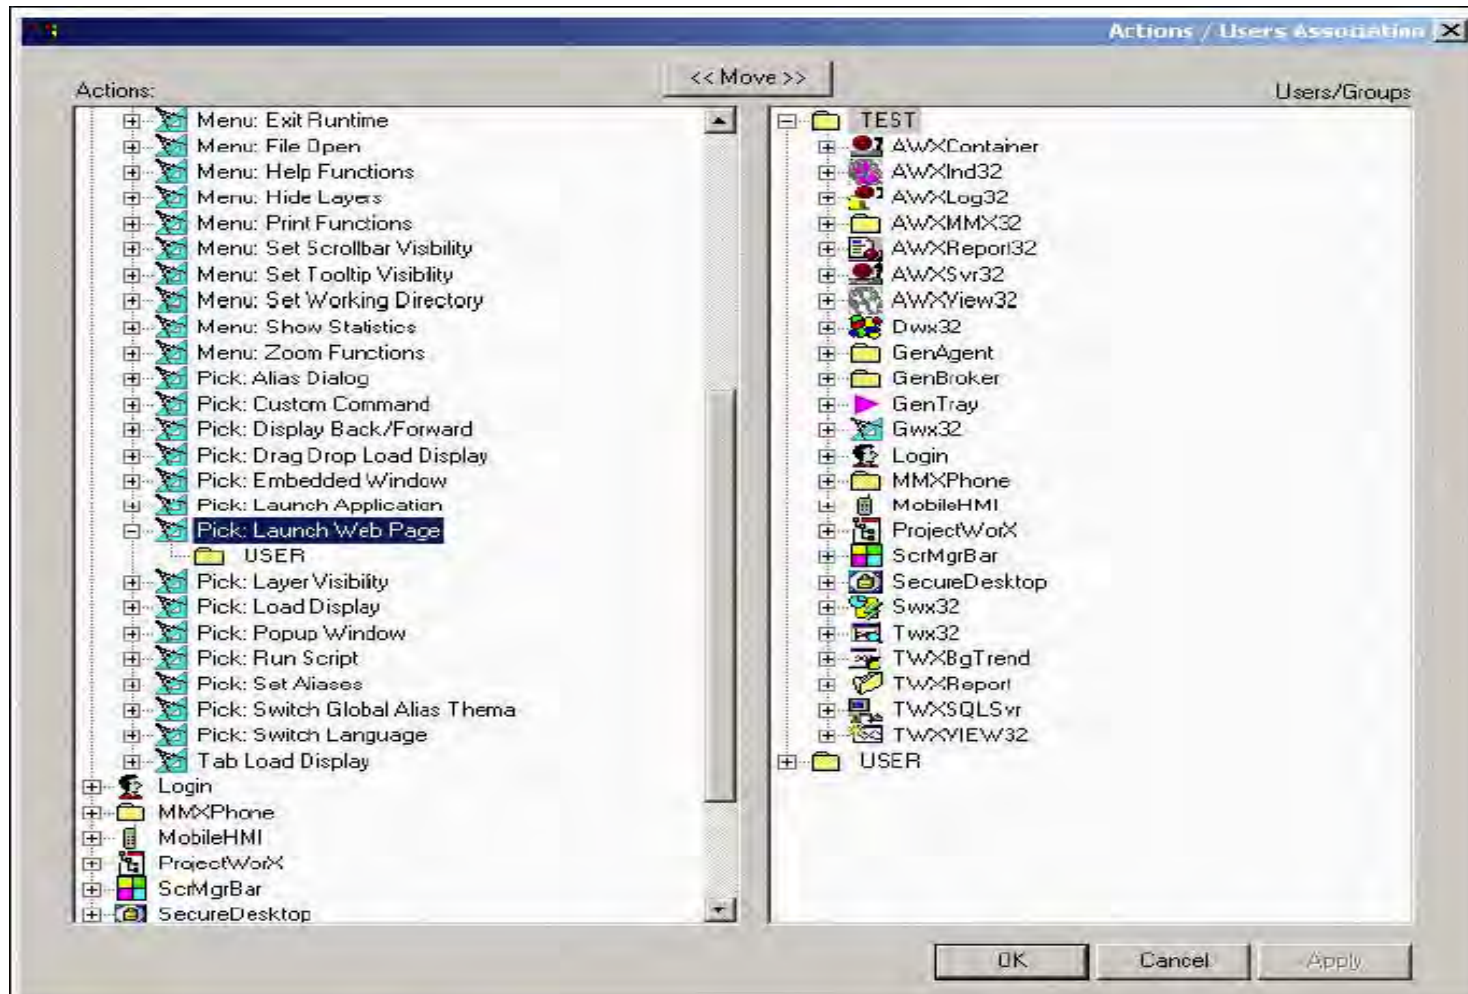 Actions / Users Association
<< Move >>
Actions:
Users/Groups
Menu: Exit Runtime
Menu: File Open
Menu: Help Functions
Menu: Hide Layers
Menu: Print Functions
Menu: Set Scrollbar Visibility
Menu: Set Tooltip Visibility
Menu: Set Working Directory
Menu: Show Statistics
Menu: Zoom Functions
Pick: Alias Dialog
Pick: Custom Command
Pick: Display Back/Forward
Pick: Drag Drop Load Display
Pick: Embedded Window
Pick: Launch Application
Pick: Launch Web Page
USER
Pick: Layer Visibility
Pick: Load Display
Pick: Popup Window
Pick: Run Script
Pick: Set Aliases
Pick: Switch Global Alias Thema
Pick: Switch Language
Tab Load Display
Login
MMXPhone
MobileHMI
ProjectWorX
ScrMgrBar
SecureDesktop
TEST
AWXContainer
AWXInd32
AWXLog32
AWXMMX32
AWXReport32
AWXSvr32
AWXView32
Dwx32
GenAgent
GenBroker
GenTray
Gwx32
Login
MMXPhone
MobileHMI
ProjectWorX
ScrMgrBar
SecureDesktop
Swx32
Twx32
TWXBgTrend
TWXReport
TWXSQLSvr
TWXVIEW32
USER
OK
Cancel
Apply